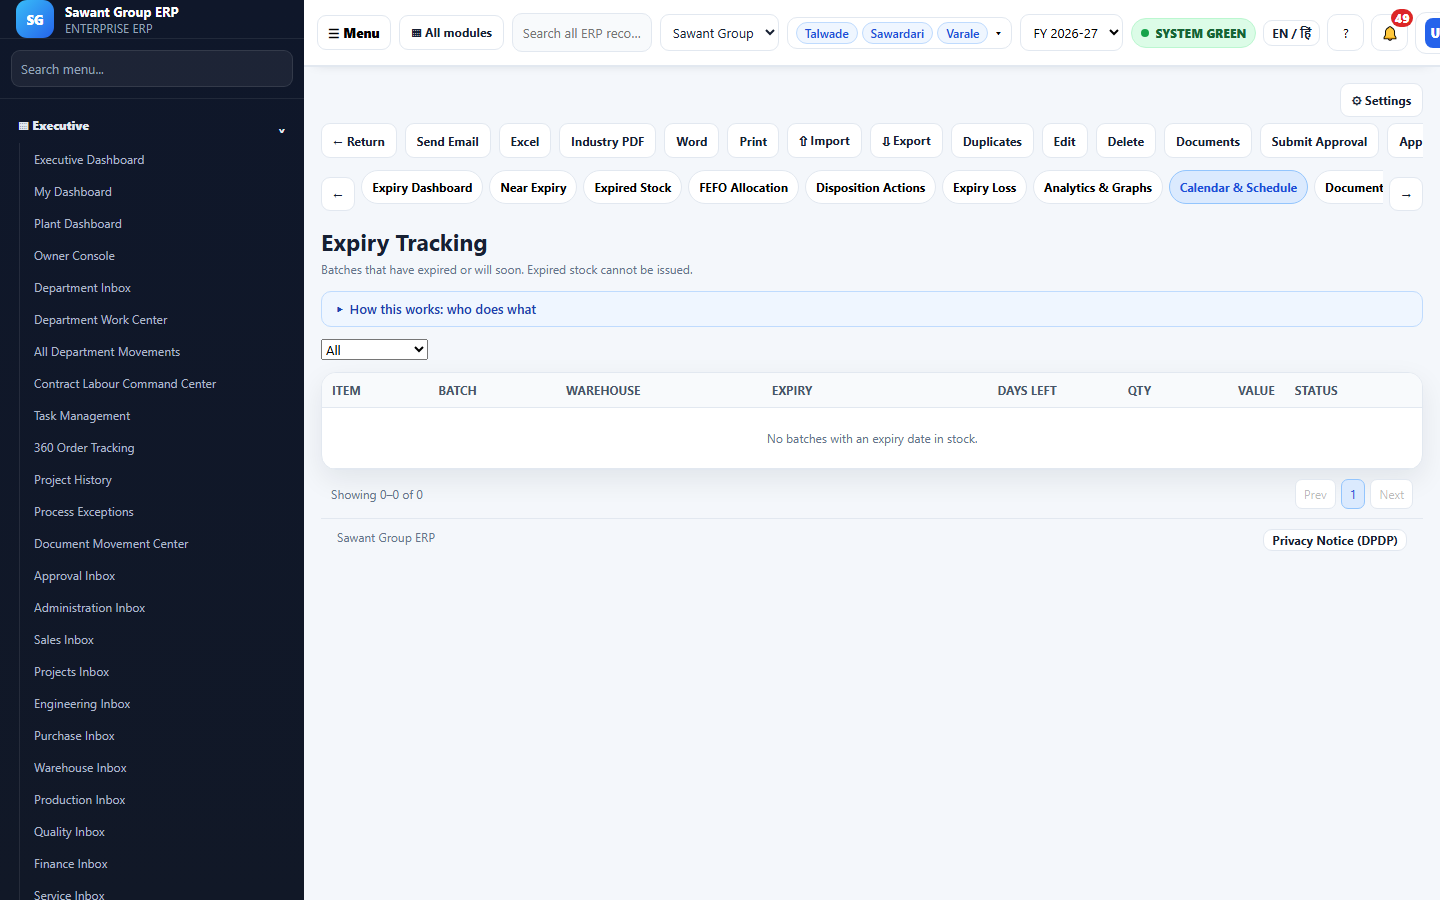 SG
Sawant Group ERP
ENTERPRISE ERP
Search menu...
Executive
Executive Dashboard
My Dashboard
Plant Dashboard
Owner Console
Department Inbox
Department Work Center
All Department Movements
Contract Labour Command Center
Task Management
360 Order Tracking
Project History
Process Exceptions
Document Movement Center
Approval Inbox
Administration Inbox
Sales Inbox
Projects Inbox
Engineering Inbox
Purchase Inbox
Warehouse Inbox
Production Inbox
Quality Inbox
Finance Inbox
Service Inbox
☰ Menu All modules Search all ERP reco... Sawant Group Talwade Sawardari Varale FY 2026-27 SYSTEM GREEN EN / हिं ? 49 U
⚙ Settings
← Return Send Email Excel Industry PDF Word Print ⇧ Import ⇩ Export Duplicates Edit Delete Documents Submit Approval App
← Expiry Dashboard Near Expiry Expired Stock FEFO Allocation Disposition Actions Expiry Loss Analytics & Graphs Calendar & Schedule Document →
Expiry Tracking
Batches that have expired or will soon. Expired stock cannot be issued.
▸ How this works: who does what
All
ITEM BATCH WAREHOUSE EXPIRY DAYS LEFT QTY VALUE STATUS
No batches with an expiry date in stock.
Showing 0–0 of 0 Prev 1 Next
Sawant Group ERP Privacy Notice (DPDP)